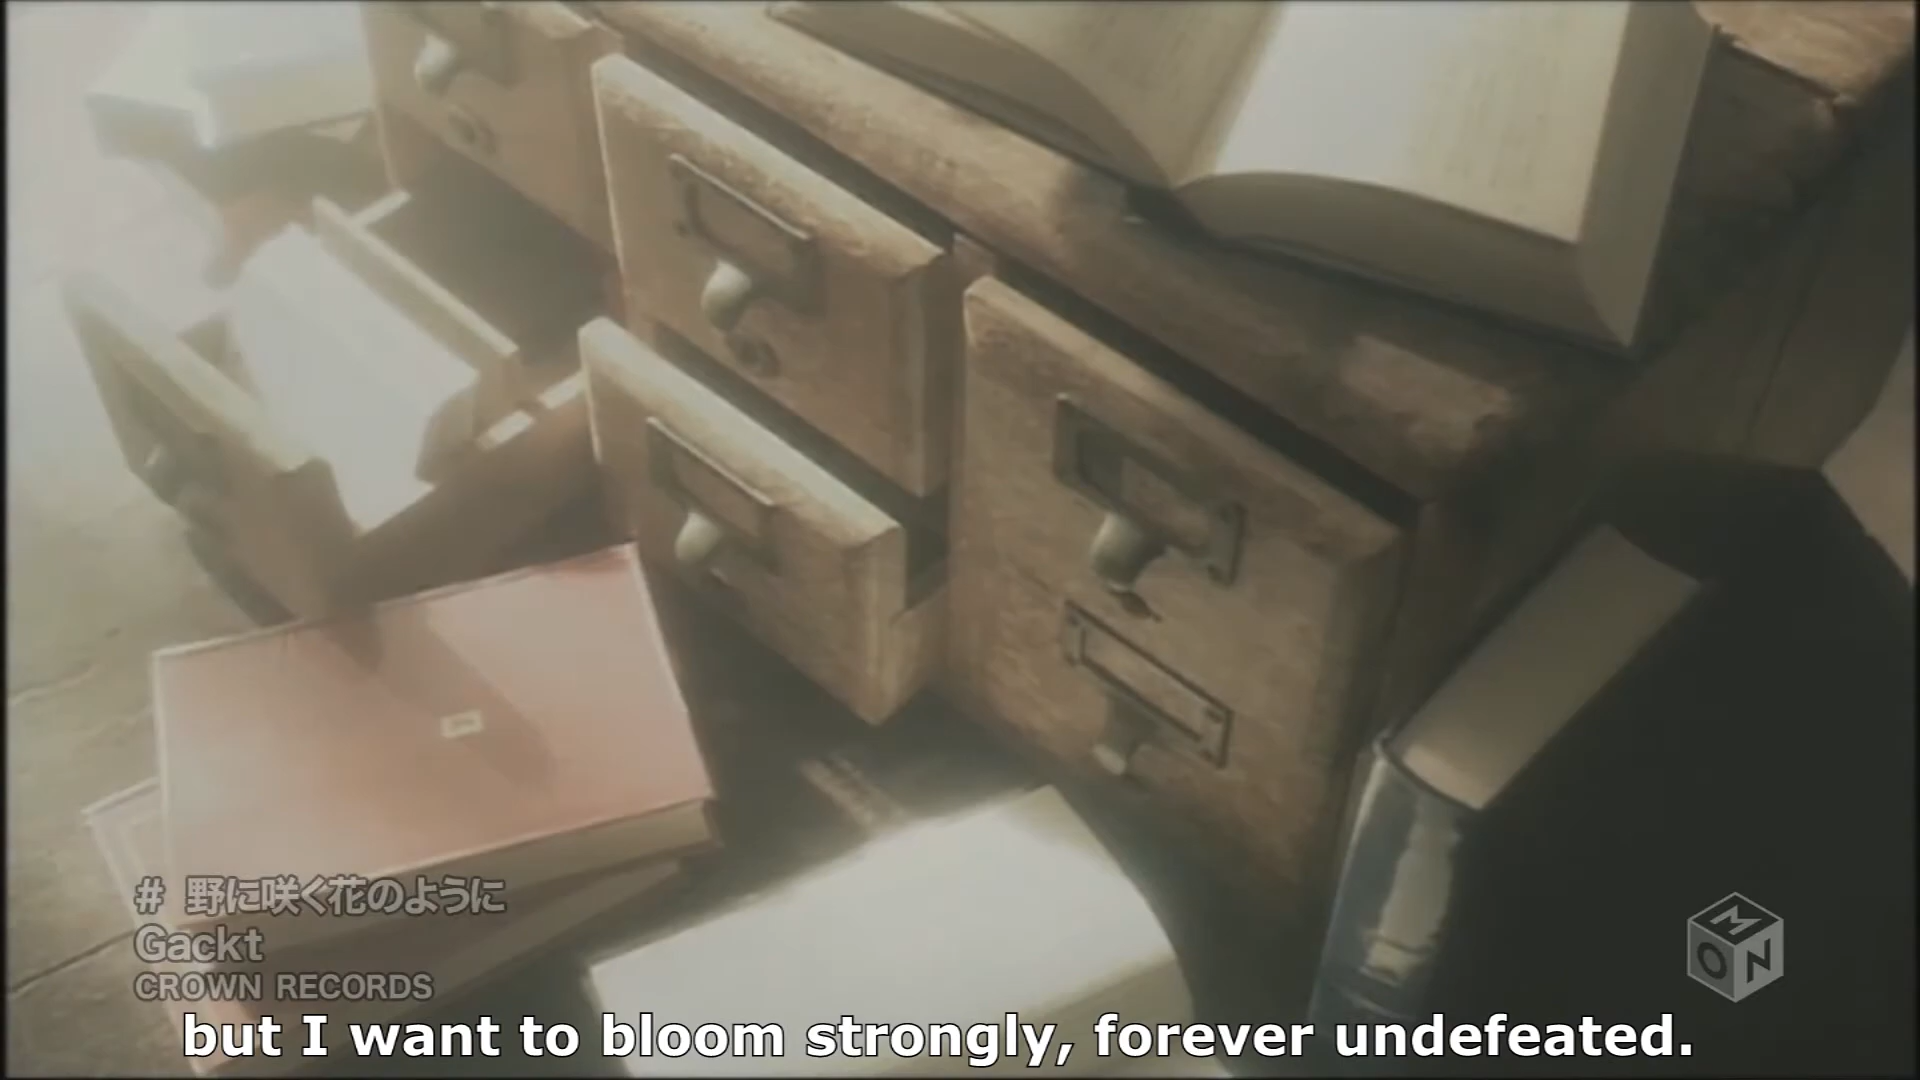 # 野に咲く花のように
Gackt
CROWN RECORDS
MON
but I want to bloom strongly, forever undefeated.